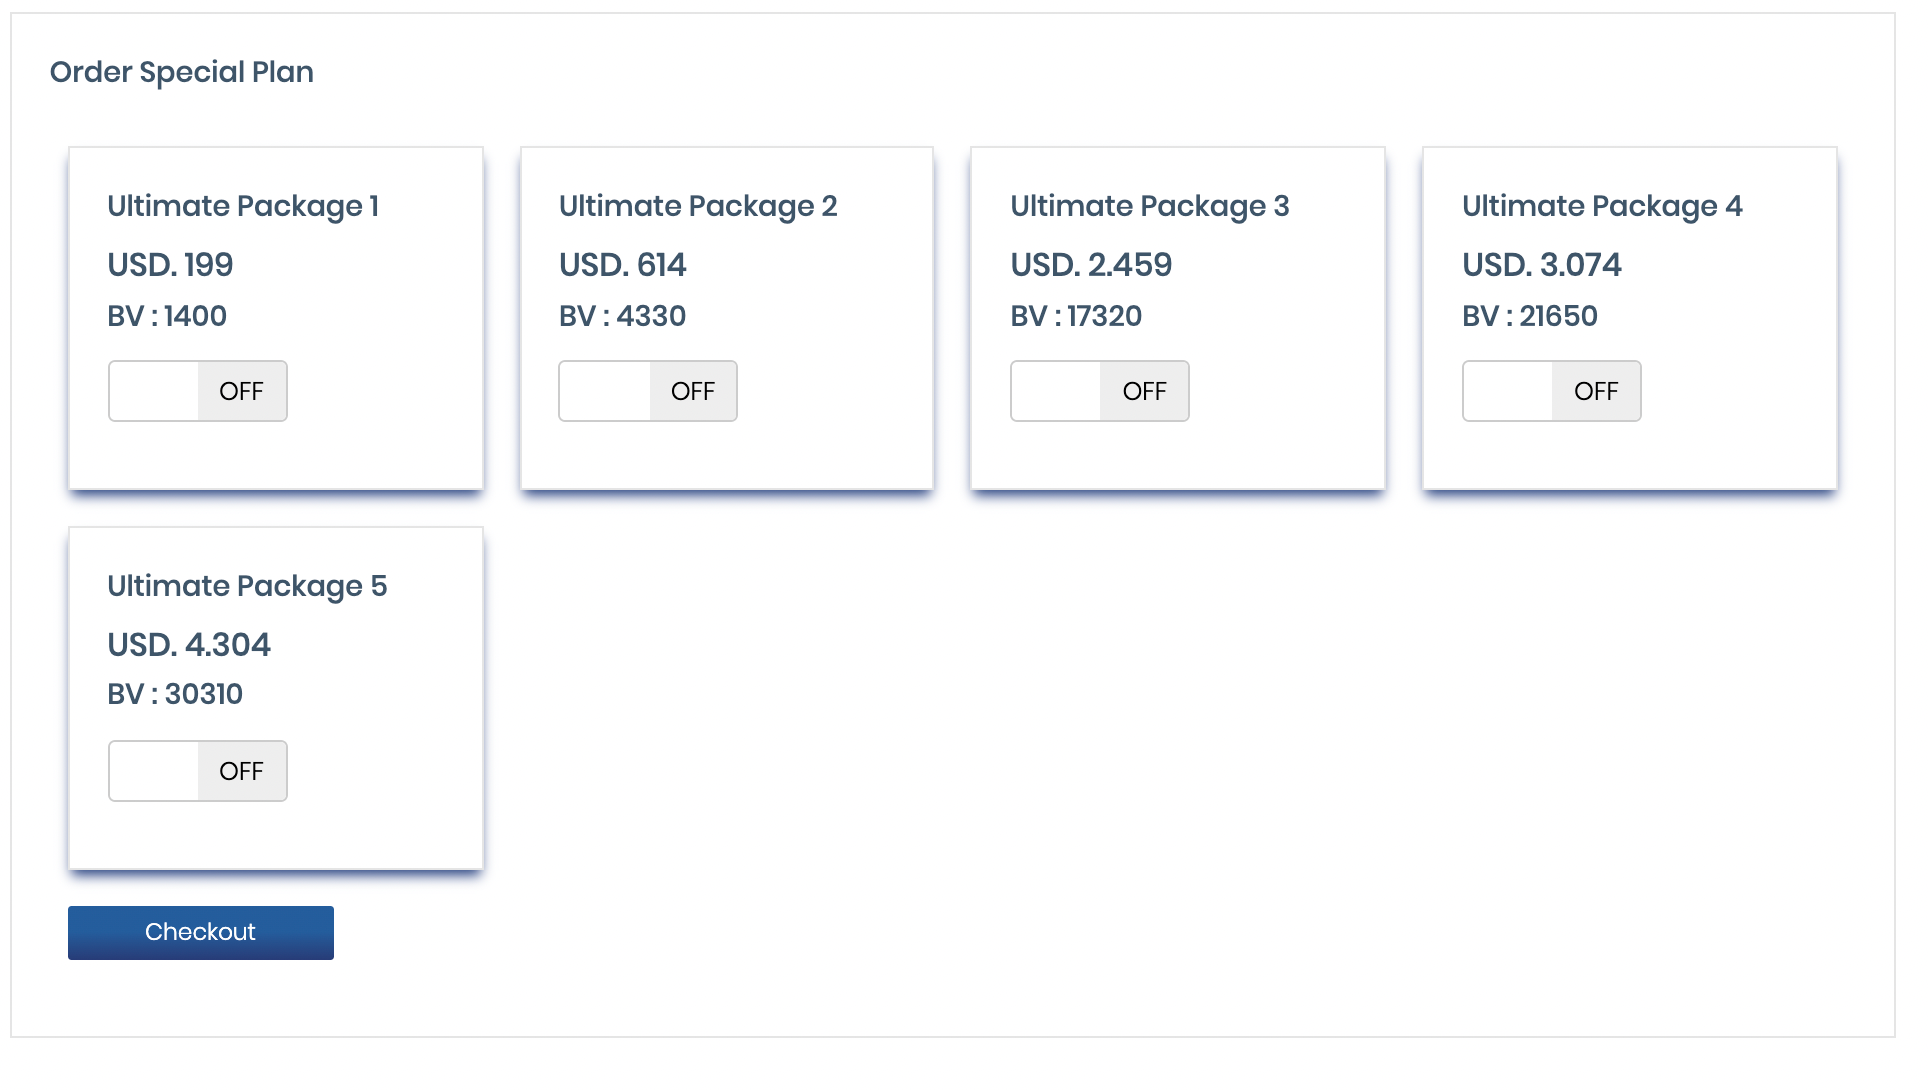 Order Special Plan
Ultimate Package 1
USD. 199
BV : 1400
OFF
Ultimate Package 2
USD. 614
BV : 4330
OFF
Ultimate Package 3
USD. 2.459
BV : 17320
OFF
Ultimate Package 4
USD. 3.074
BV : 21650
OFF
Ultimate Package 5
USD. 4.304
BV : 30310
OFF
Checkout